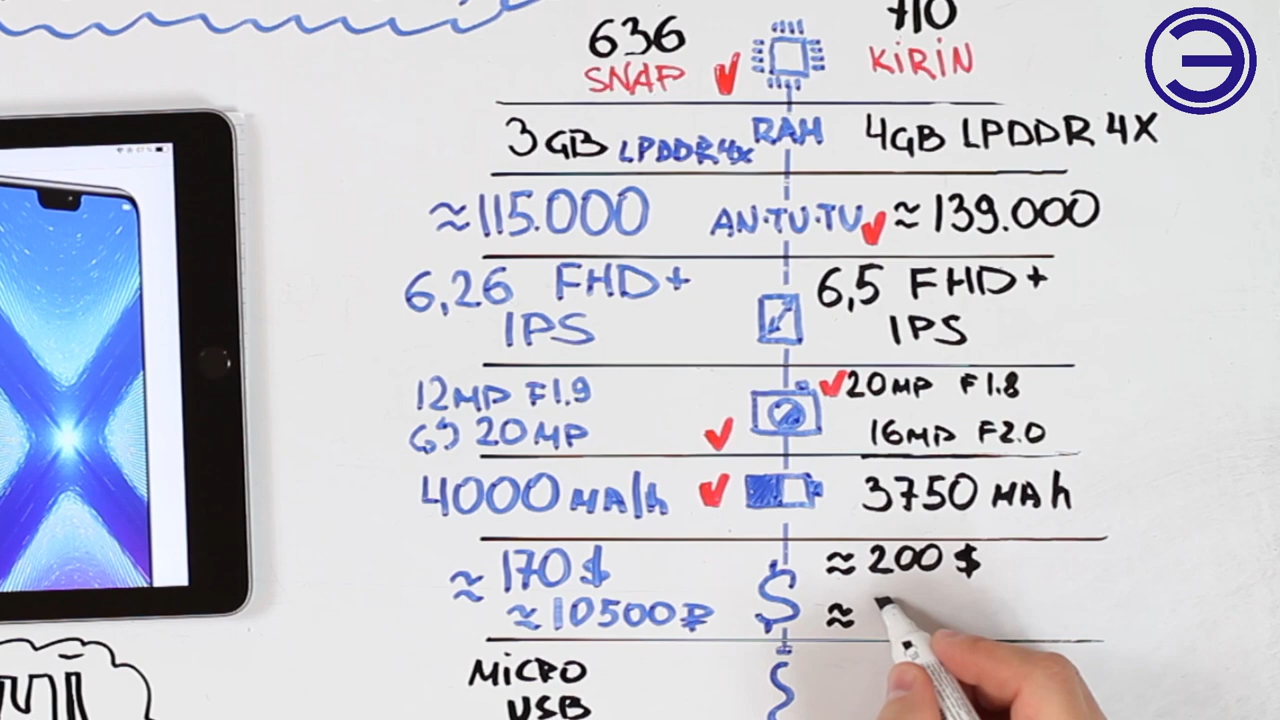 636
710
SNAP
KiRiN
3GB LPDDR4x RAM 4GB LPDDR 4X
≈115.000 AN•TU•TU ≈139.000
6,26 FHD+ 6,5 FHD+
IPS IPS
12MP F1.9 20MP F1.8
20MP 16MP F2.0
4000 MA/h 3750 MAh
≈ 170$ $ ≈ 200 $
≈10500₽ ≈
MiCRO
USB
Э